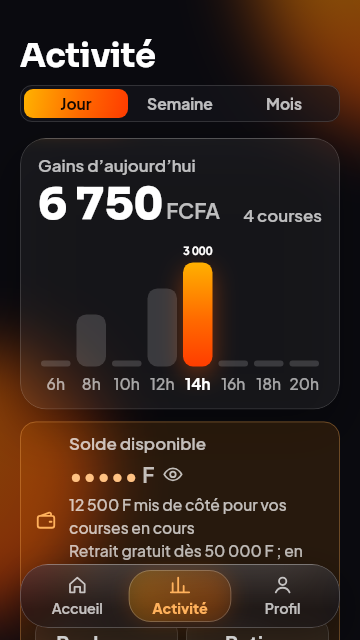 Activité
Jour Semaine Mois
Gains d’aujourd’hui
6 750 FCFA 4 courses
3 000
6h 8h 10h 12h 14h 16h 18h 20h
Solde disponible
••••• F
12 500 F mis de côté pour vos
courses en cours
Retrait gratuit dès 50 000 F ; en
Accueil Activité Profil